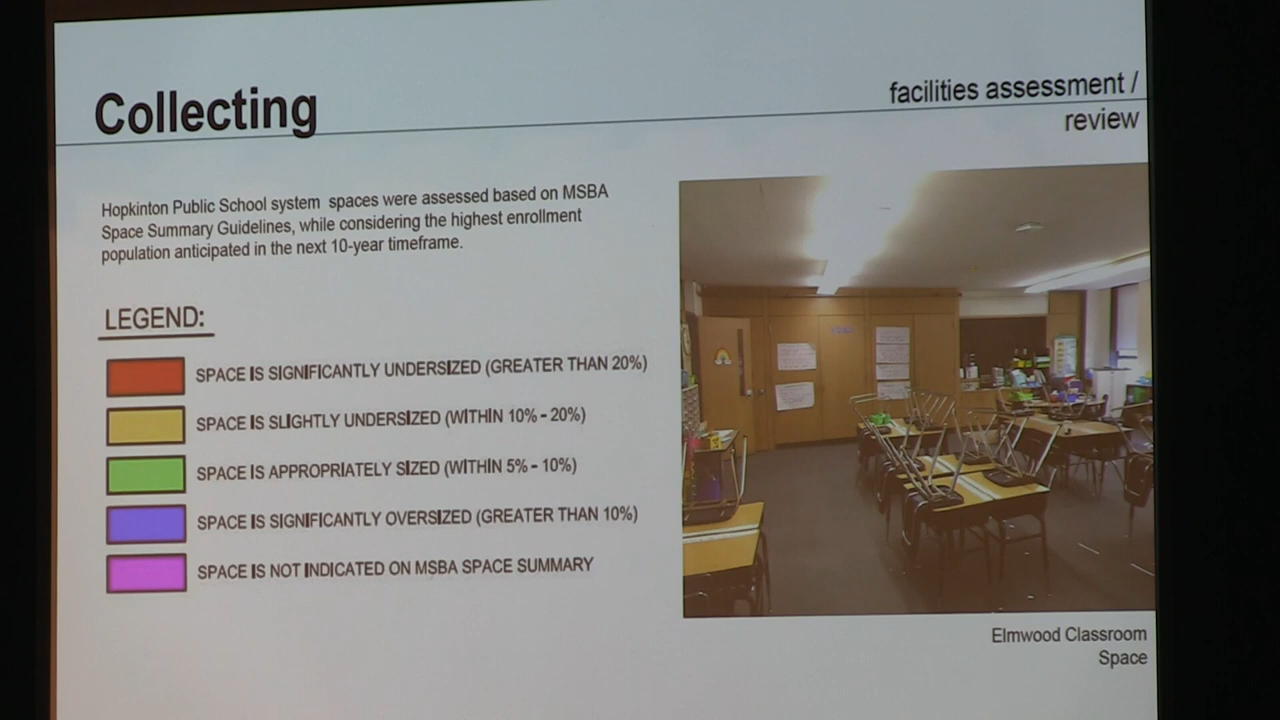 Collecting
facilities assessment /
review
Hopkinton Public School system spaces were assessed based on MSBA
Space Summary Guidelines, while considering the highest enrollment
population anticipated in the next 10-year timeframe.
LEGEND:
SPACE IS SIGNIFICANTLY UNDERSIZED (GREATER THAN 20%)
SPACE IS SLIGHTLY UNDERSIZED (WITHIN 10% - 20%)
SPACE IS APPROPRIATELY SIZED (WITHIN 5% - 10%)
SPACE IS SIGNIFICANTLY OVERSIZED (GREATER THAN 10%)
SPACE IS NOT INDICATED ON MSBA SPACE SUMMARY
Elmwood Classroom
Space